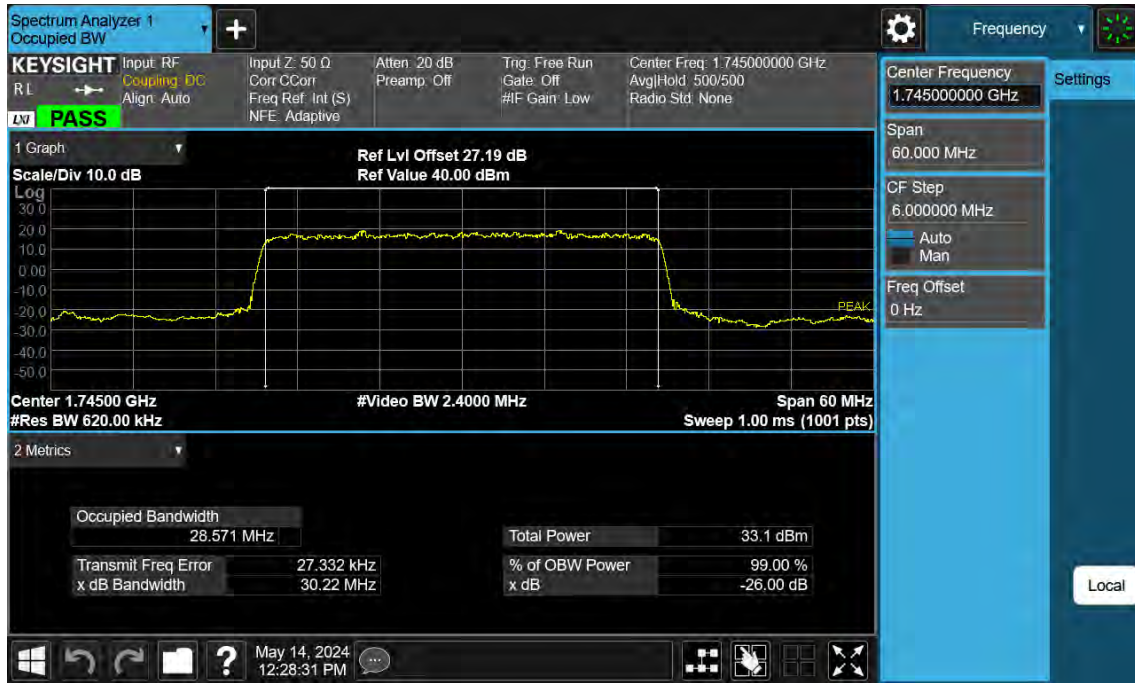 Spectrum Analyzer 1
Occupied BW
+
Frequency
KEYSIGHT
RL
LXI PASS
Input: RF
Coupling: DC
Align: Auto
Input Z: 50 Ω
Corr CCorr
Freq Ref: Int (S)
NFE: Adaptive
Atten: 20 dB
Preamp: Off
Trig: Free Run
Gate: Off
#IF Gain: Low
Center Freq: 1.745000000 GHz
Avg|Hold: 500/500
Radio Std: None
Center Frequency
1.745000000 GHz
Settings
Span
60.000 MHz
CF Step
6.000000 MHz
Auto
Man
Freq Offset
0 Hz
Local
1 Graph
Scale/Div 10.0 dB
Ref Lvl Offset 27.19 dB
Ref Value 40.00 dBm
Log
30.0
20.0
10.0
0.00
-10.0
-20.0
-30.0
-40.0
-50.0
PEAK
Center 1.74500 GHz
#Video BW 2.4000 MHz
Span 60 MHz
#Res BW 620.00 kHz
Sweep 1.00 ms (1001 pts)
2 Metrics
Occupied Bandwidth
28.571 MHz
Total Power 33.1 dBm
Transmit Freq Error 27.332 kHz
% of OBW Power 99.00 %
x dB Bandwidth 30.22 MHz
x dB -26.00 dB
?
May 14, 2024
12:28:31 PM